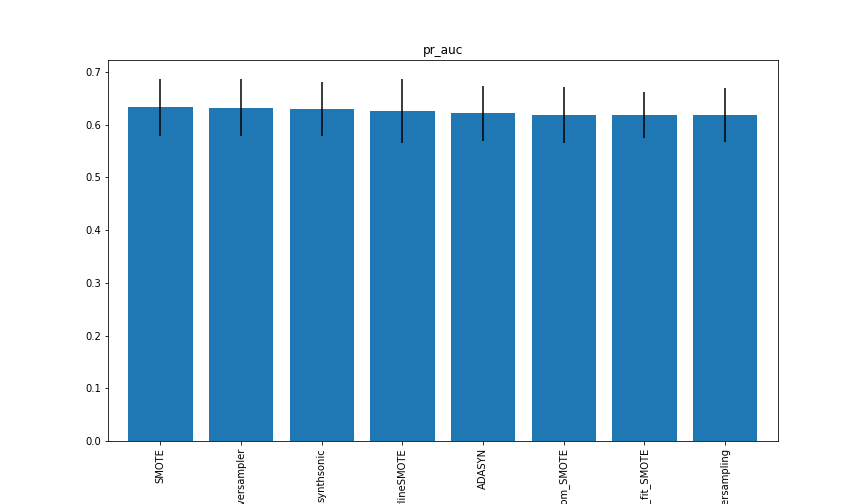 pr_auc
0.7
0.6
0.5
0.4
0.3
0.2
0.1
0.0
SMOTE
versampler
synthsonic
lineSMOTE
ADASYN
om_SMOTE
_fit_SMOTE
ersampling